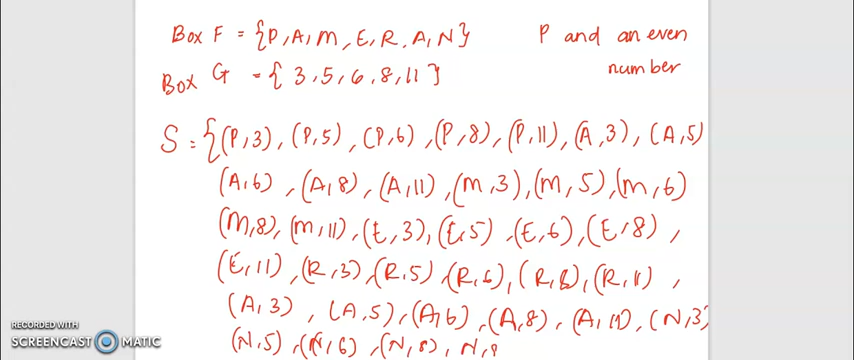 Box F = {P, A, M, E, R, A, N}
P and an even
number
Box G = { 3, 5, 6, 8, 11 }
S = {(P, 3), (P, 5), (P, 6), (P, 8), (P, 11), (A, 3), (A, 5)
(A, 6), (A, 8), (A, 11), (M, 3), (M, 5), (M, 6)
(M, 8), (M, 11), (E, 3), (E, 5), (E, 6), (E, 8),
(E, 11), (R, 3), (R, 5), (R, 6), (R, 8), (R, 11),
(A, 3), (A, 5), (A, 6), (A, 8), (A, 11), (N, 3)
(N, 5), (N, 6), (N, 8), N, 8
RECORDED WITH
SCREENCAST MATIC